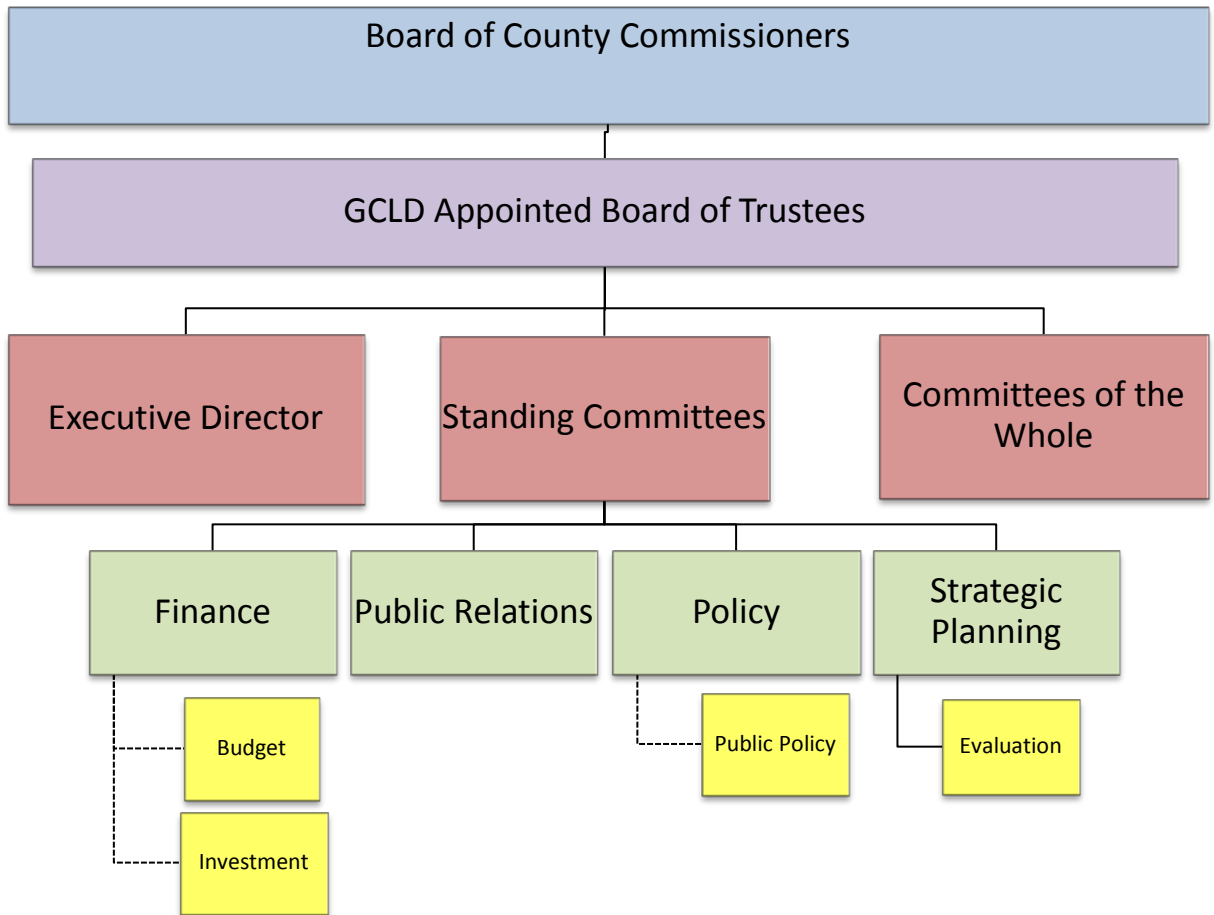 Board of County Commissioners
GCLD Appointed Board of Trustees
Executive Director
Standing Committees
Committees of the
Whole
Finance
Public Relations
Policy
Strategic
Planning
Budget
Public Policy
Evaluation
Investment